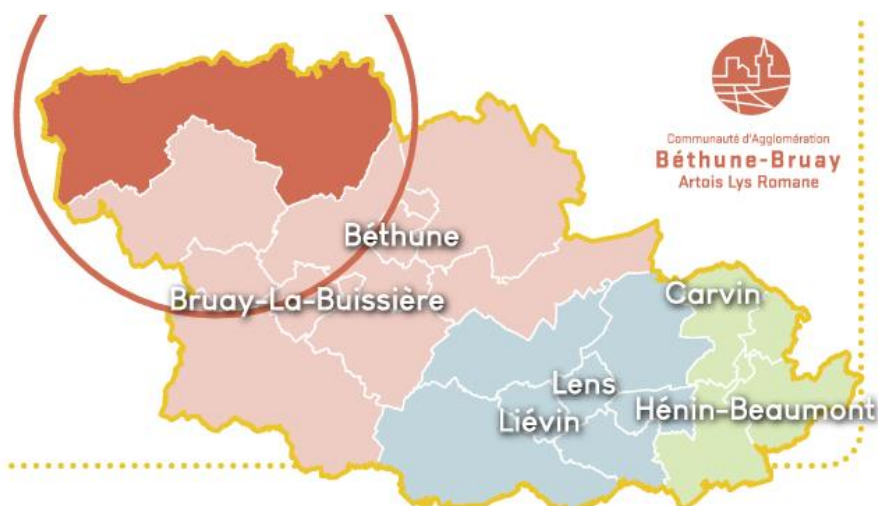 Communauté d'Agglomération
Béthune-Bruay
Artois Lys Romane
Béthune
Bruay-La-Buissière
Carvin
Lens
Liévin
Hénin-Beaumont